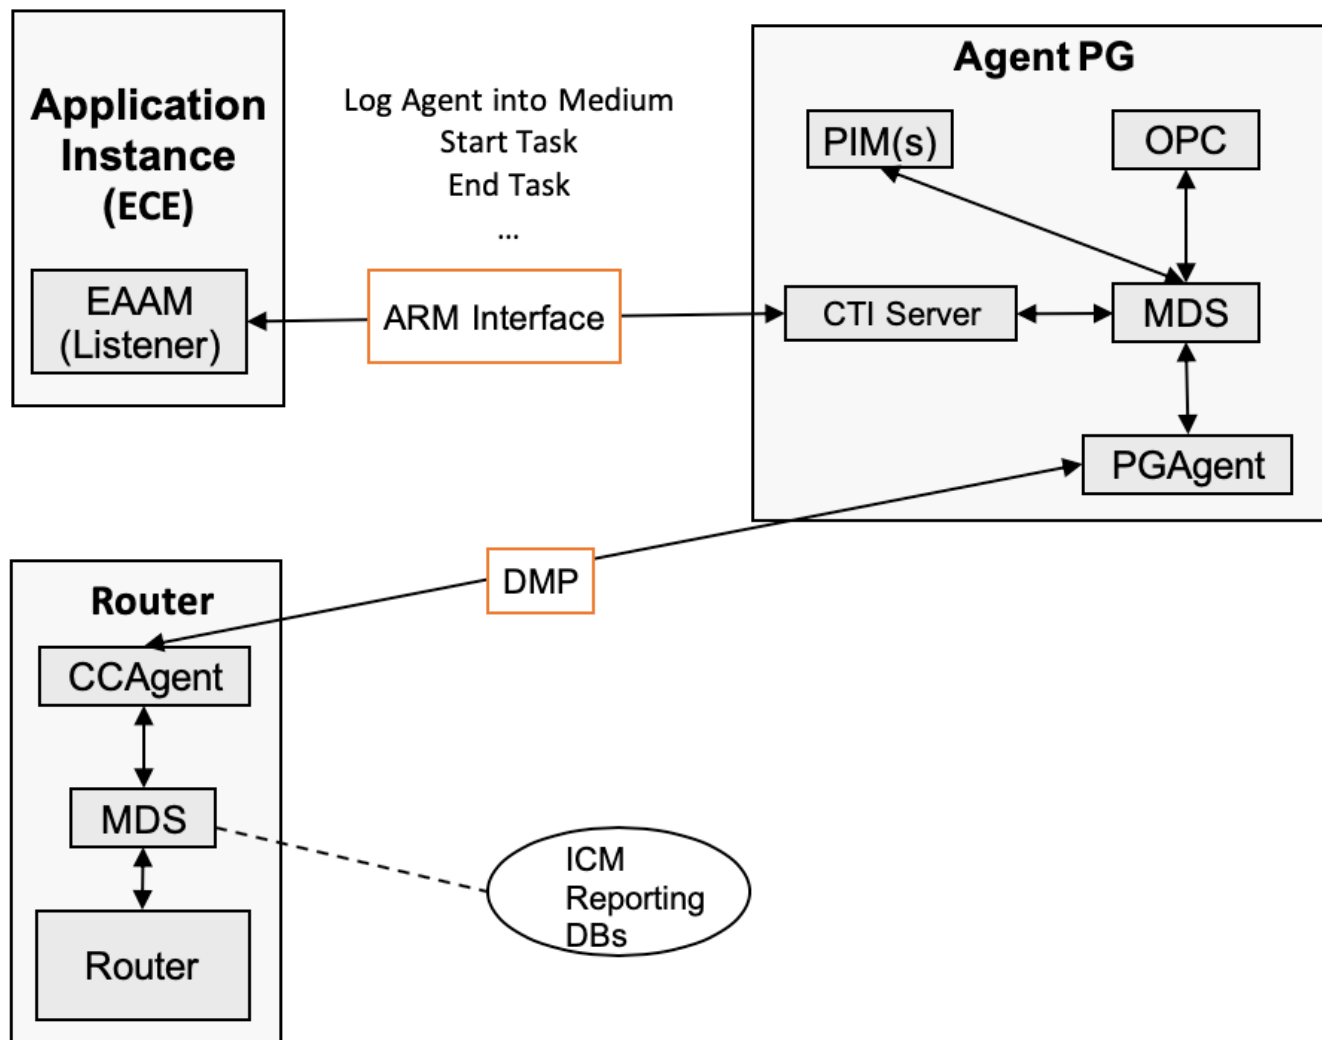 Application
Instance
(ECE)
EAAM
(Listener)
Log Agent into Medium
Start Task
End Task
...
ARM Interface
Agent PG
PIM(s)
OPC
CTI Server
MDS
PGAgent
DMP
Router
CCAgent
MDS
Router
ICM
Reporting
DBs